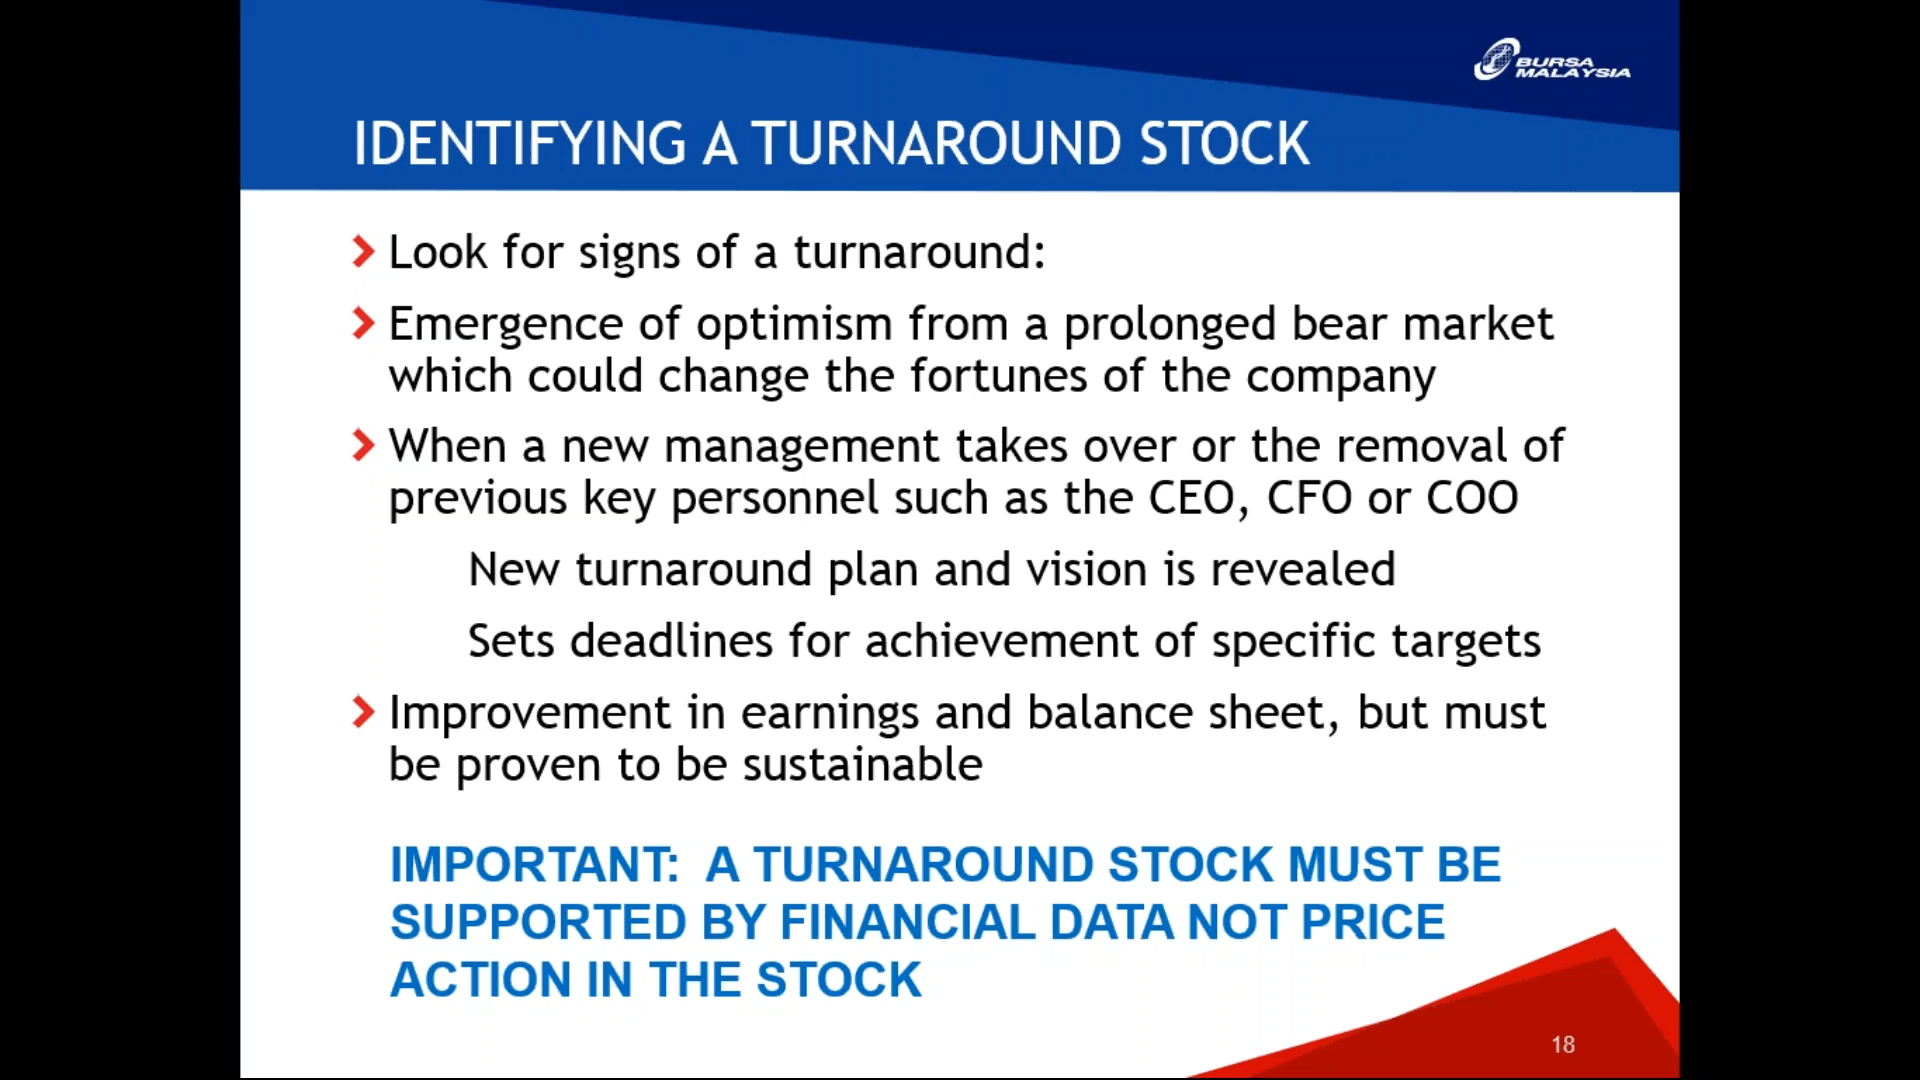 BURSA
MALAYSIA
IDENTIFYING A TURNAROUND STOCK
Look for signs of a turnaround:
Emergence of optimism from a prolonged bear market
which could change the fortunes of the company
When a new management takes over or the removal of
previous key personnel such as the CEO, CFO or COO
New turnaround plan and vision is revealed
Sets deadlines for achievement of specific targets
Improvement in earnings and balance sheet, but must
be proven to be sustainable
IMPORTANT:  A TURNAROUND STOCK MUST BE
SUPPORTED BY FINANCIAL DATA NOT PRICE
ACTION IN THE STOCK
18